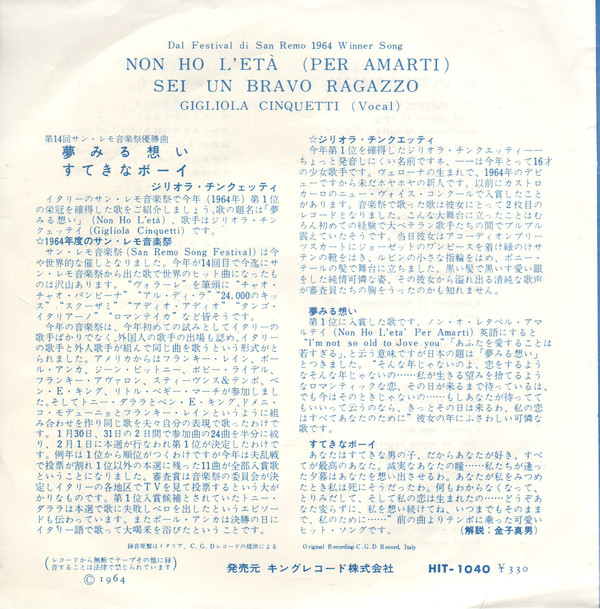 Dal Festival di San Remo 1964 Winner Song
NON HO L'ETÀ (PER AMARTI)
SEI UN BRAVO RAGAZZO
GIGLIOLA CINQUETTI (Vocal)
第14回サン・レモ音楽祭優勝曲
夢みる想い
すてきなボーイ
ジリオラ・チンクェッティ
イタリーのサン・レモ音楽祭で今年(1964年)第1位
の栄冠を確得した歌をご紹介しましょう。歌の題名は「夢
みる想い」(Non Ho L'età)、歌手はジリオラ・チン
クェッティ(Gigliola Cinquetti)です。
☆1964年度のサン・レモ音楽祭
サン・レモ音楽祭(San Remo Song Festival)は今
や世界的な催しとなりました。今年が14回目で今迄にサ
ン・レモ音楽祭から出た歌で世界のヒット曲になったも
のは沢山あります。"ヴォラーレ"を筆頭に"チャオ・
チャオ・バンビーナ""アル・ディ・ラ""24,000のキッ
ス""スクーザミ""アディオ・アディオ""タンゴ・
イタリアーノ""ロマンティカ"など皆そうです。
今年の音楽祭は、今年初めての試みとしてイタリーの
歌手ばかりでなく、外国人の歌手の出場も認め、イタリー
の歌手と外人歌手が組んで同じ曲を歌うという形式がと
られました。アメリカからはフランキー・レイン、ポー
ル・アンカ、ジーン・ピットニー、ボビー・ライデル、
フランキー・アヴァロン、スティーヴンス&テンポ、ベ
ン・E・キング、リトル・ペギー・マーチが参加しまし
た。そしてトニー・ダララとベン・E・キング、ドメニ
コ・モデューニョとフランキー・レインというように組
み合わせを作り同じ歌を夫々自分の表現で歌ったわけで
す。1月30日、31日の2日間で参加曲の24曲を半分に絞
り、2月1日に本選が行なわれ第1位が決定したわけで
す。例年は1位から順位がつくわけですが今年は大乱戦
で投票が割れ1位以外の本選に残った11曲が全部入賞歌
ということになりました。審査員は音楽祭の委員会が決
定しイタリーの各地区でTVを見て投票するという大が
かりなものです。第1位入賞候補とされていたトニー・
ダララは本選で歌に失敗しベロを出したというエピソー
ドも伝わっています。またポール・アンカは決勝の日に
イタリー語で歌って大喝采を浴びたということです。
録音原盤はイタリア、C.G.Dレコードの提供による
☆ジリオラ・チンクエッティ
今年第1位を確得したジリオラ・チンクエッティ——
ちょっと発音しにくい名前ですネ、——は今年とって16才
の少女歌手です。ヴェローナの生まれで、1964年のデビ
ューですから未だホヤホヤの新人です。以前にカストロ
カーロのニュー・ヴォイス・コンクールで入賞したこと
があります。音楽祭で歌った歌は彼女にとって2枚目の
レコードとなりました。こんな大舞台に立ったことはむ
ろん初めての経験で大ベテラン歌手たちの間でブルブル
震えていたそうです。当日彼女はアコーディオンプリー
ツスカートにジョーゼットのワンピースを着け緑のけサ
テンの靴をはき、ルビンの小さな指輪をはめ、ポニー・
テールの髪で舞台に立ちました。黒い髪で黒いす愛い眼
をした純情可憐な姿、その彼女から溢れ出る清純な歌声
が審査員たちの胸をうったのかも知れません。
夢みる想い
第1位に入賞した歌です。ノン・オ・レタペル・アマ
ルテイ(Non Ho L'eta' Per Amarti)英語にすると
"I'm not so old to Jove you"「あふたを愛することは
若すぎる」、と云う意味ですが日本の題は「夢みる想い」
とつきました。"そんな年じゃないのよ、恋をするよう
なそんな年じゃない……私が生きる望みを捨てるよう
なロマンティックな恋、その日が来るまで待っているは、
でも今はそのときじゃないの……もしあなたが待ってて
もいいって云うのなら、きっとその日は来るわ、私の恋
はすべてあなたのために"彼女の年にふさわしい可憐な
歌です。
すてきなボーイ
あなたはすてきな男の子、だからあなたが好き、すべ
てが最高のあなた。誠実なあなたの瞳……私たちが逢っ
た夕暮はあなたを想い出させるわ。あなたが私をみつめ
たときは私は死にそうだったわ。何もわからなくなって
とりみだして、そして私の恋は生まれたの……どうぞあ
なた変らずに、私を想い続けてね、いつまでもそのまま
で、私のために……"前の曲よりテンポに乗った可愛い
ヒット・ソングです。
(解説:金子真男)
Original Recording-C.G.D Record, Italy
(レコードから無断でテープその他に録
音することは法律で禁じられています)
© 1964
発売元 キングレコード株式会社
HIT-1040 ¥330